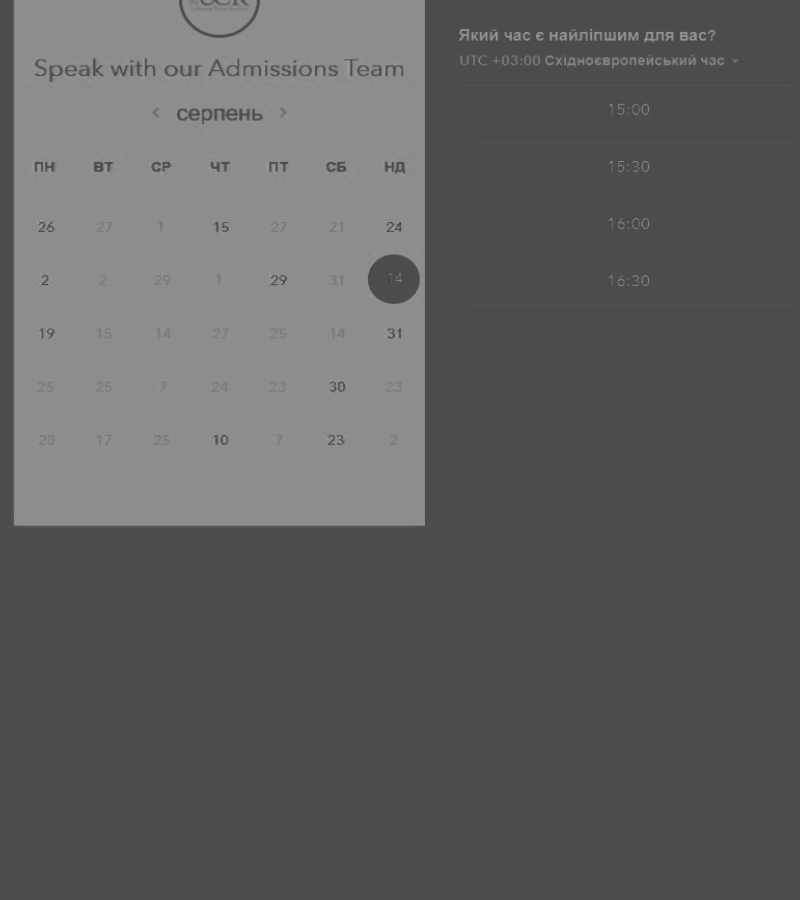 UCR
Speak with our Admissions Team
< серпень >
ПН ВТ СР ЧТ ПТ СБ НД
26 27 1 15 27 21 24
2 2 29 1 29 31 14
19 15 14 27 25 14 31
25 25 7 24 23 30 23
28 17 25 10 7 23 2
Який час є найліпшим для вас?
UTC +03:00 Східноєвропейський час
15:00
15:30
16:00
16:30